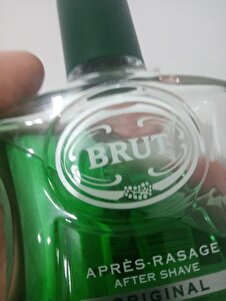 BRUT
APRÈS-RASAGE
AFTER SHAVE
ORIGINAL